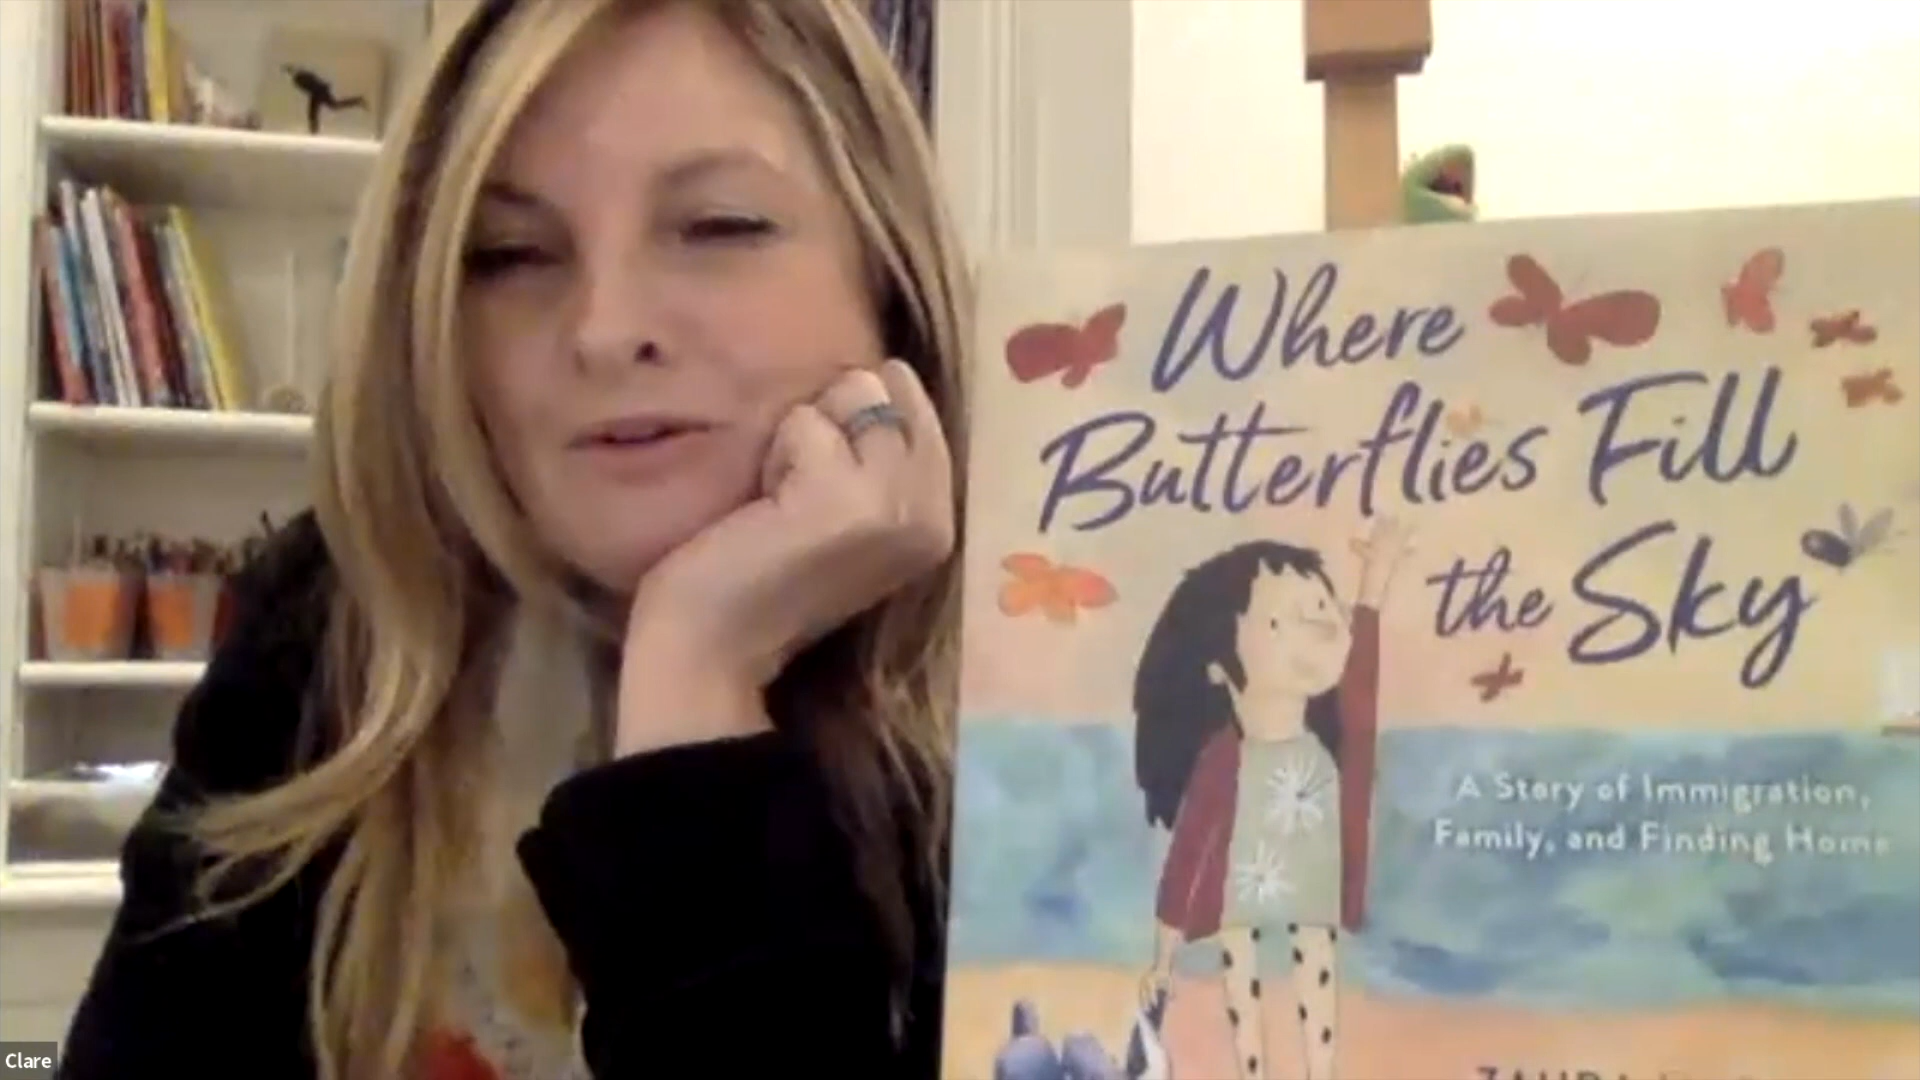 Where
Butterflies Fill
the Sky
A Story of Immigration,
Family, and Finding Home
Clare